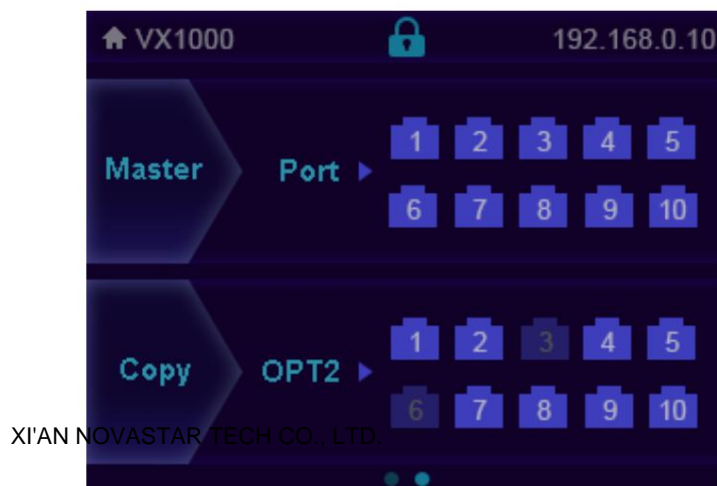 VX1000 192.168.0.10
1 2 3 4 5
Master Port
6 7 8 9 10
1 2 3 4 5
Copy OPT2
6 7 8 9 10
XI'AN NOVASTAR TECH CO., LTD.